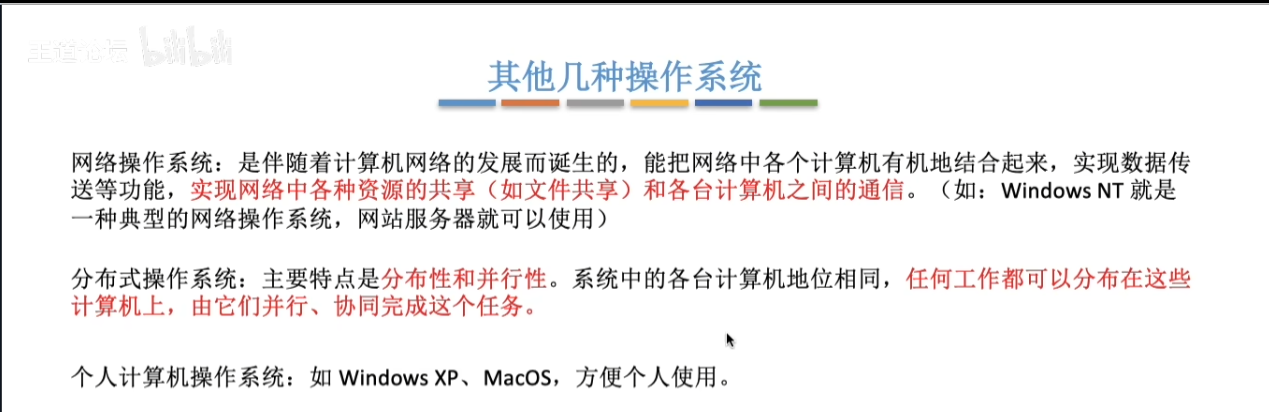 王道论坛 bilibili
其他几种操作系统
网络操作系统：是伴随着计算机网络的发展而诞生的，能把网络中各个计算机有机地结合起来，实现数据传
送等功能，实现网络中各种资源的共享（如文件共享）和各台计算机之间的通信。（如：Windows NT 就是
一种典型的网络操作系统，网站服务器就可以使用）
分布式操作系统：主要特点是分布性和并行性。系统中的各台计算机地位相同，任何工作都可以分布在这些
计算机上，由它们并行、协同完成这个任务。
个人计算机操作系统：如 Windows XP、MacOS，方便个人使用。